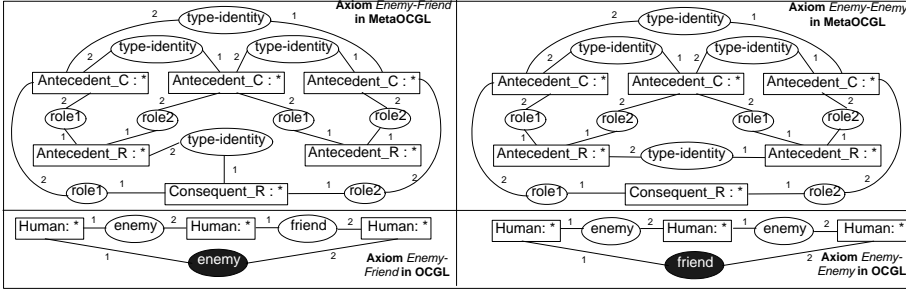 2 type-identity 1 Axiom Enemy-Friend
in MetaOCGL
type-identity type-identity
2 1 2 1
Antecedent_C : * Antecedent_C : * Antecedent_C : *
2 2 2 2
role1 role2 role1 role2
1 1 type-identity 1 1
Antecedent_R : * 2 Antecedent_R : *
1
2 role1 1 Consequent_R : * 1 role2 2
Human: * 1 enemy 2 Human: * 1 friend 2 Human: *
1 enemy 2 Axiom Enemy-
Friend in OCGL
2 type-identity 1 Axiom Enemy-Enemy
in MetaOCGL
type-identity type-identity
2 1 2 1
Antecedent_C : * Antecedent_C : * Antecedent_C : *
2 2 2 2
role1 role2 role1 role2
1 1 1 1
Antecedent_R : * 2 type-identity 1 Antecedent_R : *
2 role1 1 Consequent_R : * 1 role2 2
Human: * 1 enemy 2 Human: * 1 enemy 2 Human: *
1 friend 2 Axiom Enemy-
Enemy in OCGL